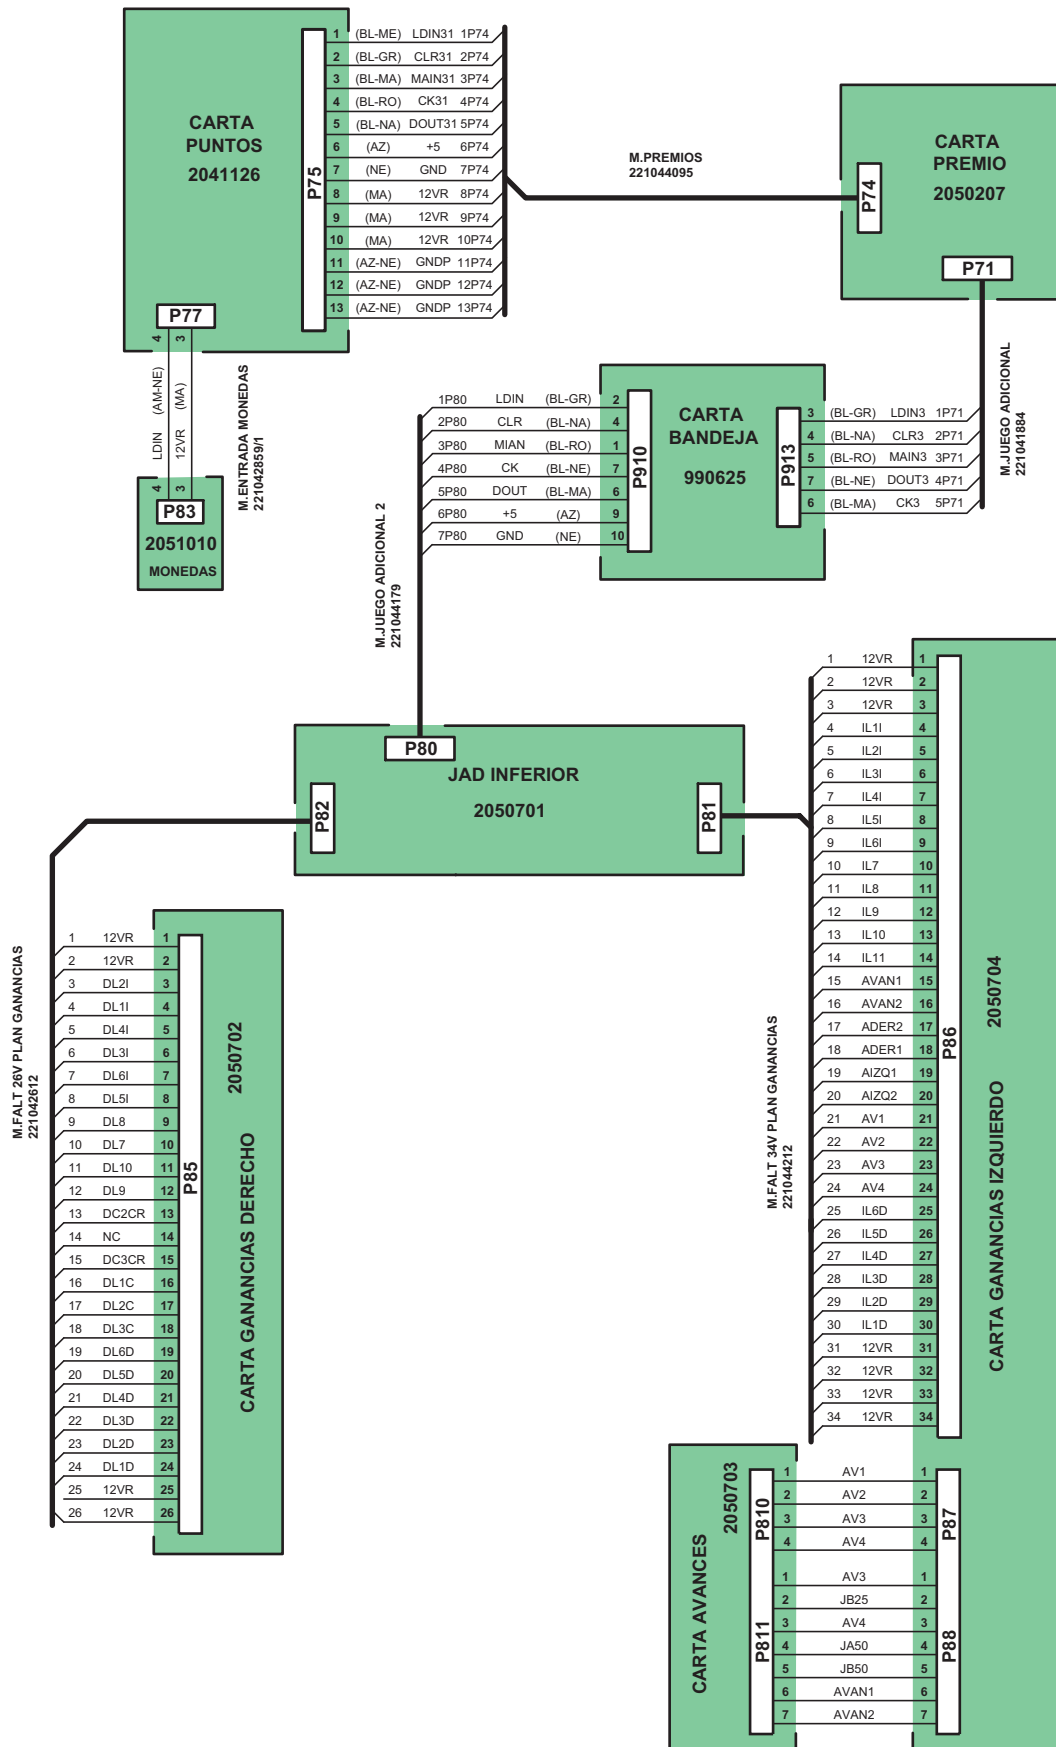 CARTA
PUNTOS
2041126
P75
1 (BL-ME) LDIN31 1P74
2 (BL-GR) CLR31 2P74
3 (BL-MA) MAIN31 3P74
4 (BL-RO) CK31 4P74
5 (BL-NA) DOUT31 5P74
6 (AZ) +5 6P74
7 (NE) GND 7P74
8 (MA) 12VR 8P74
9 (MA) 12VR 9P74
10 (MA) 12VR 10P74
11 (AZ-NE) GNDP 11P74
12 (AZ-NE) GNDP 12P74
13 (AZ-NE) GNDP 13P74
M.PREMIOS
221044095
CARTA
PREMIO
2050207
P74
P71
P77
4 3
LDIN (AM-NE)
12VR (MA)
4 3
P83
2051010
MONEDAS
M.ENTRADA MONEDAS
221042859/1
1P80 LDIN (BL-GR) 2
2P80 CLR (BL-NA) 4
3P80 MIAN (BL-RO) 1
4P80 CK (BL-NE) 7
5P80 DOUT (BL-MA) 6
6P80 +5 (AZ) 9
7P80 GND (NE) 10
P910
CARTA
BANDEJA
990625
P913
3 (BL-GR) LDIN3 1P71
4 (BL-NA) CLR3 2P71
5 (BL-RO) MAIN3 3P71
7 (BL-NE) DOUT3 4P71
6 (BL-MA) CK3 5P71
M.JUEGO ADICIONAL
221041884
M.JUEGO ADICIONAL 2
221044179
P80
JAD INFERIOR
2050701
P82
P81
M.FALT 26V PLAN GANANCIAS
221042612
1 12VR 1
2 12VR 2
3 DL2I 3
4 DL1I 4
5 DL4I 5
6 DL3I 6
7 DL6I 7
8 DL5I 8
9 DL8 9
10 DL7 10
11 DL10 11
12 DL9 12
13 DC2CR 13
14 NC 14
15 DC3CR 15
16 DL1C 16
17 DL2C 17
18 DL3C 18
19 DL6D 19
20 DL5D 20
21 DL4D 21
22 DL3D 22
23 DL2D 23
24 DL1D 24
25 12VR 25
26 12VR 26
P85
2050702
CARTA GANANCIAS DERECHO
M.FALT 34V PLAN GANANCIAS
221044212
1 12VR 1
2 12VR 2
3 12VR 3
4 IL1I 4
5 IL2I 5
6 IL3I 6
7 IL4I 7
8 IL5I 8
9 IL6I 9
10 IL7 10
11 IL8 11
12 IL9 12
13 IL10 13
14 IL11 14
15 AVAN1 15
16 AVAN2 16
17 ADER2 17
18 ADER1 18
19 AIZQ1 19
20 AIZQ2 20
21 AV1 21
22 AV2 22
23 AV3 23
24 AV4 24
25 IL6D 25
26 IL5D 26
27 IL4D 27
28 IL3D 28
29 IL2D 29
30 IL1D 30
31 12VR 31
32 12VR 32
33 12VR 33
34 12VR 34
P86
2050704
CARTA GANANCIAS IZQUIERDO
CARTA AVANCES
2050703
P810
1 AV1 1
2 AV2 2
3 AV3 3
4 AV4 4
P87
P811
1 AV3 1
2 JB25 2
3 AV4 3
4 JA50 4
5 JB50 5
6 AVAN1 6
7 AVAN2 7
P88